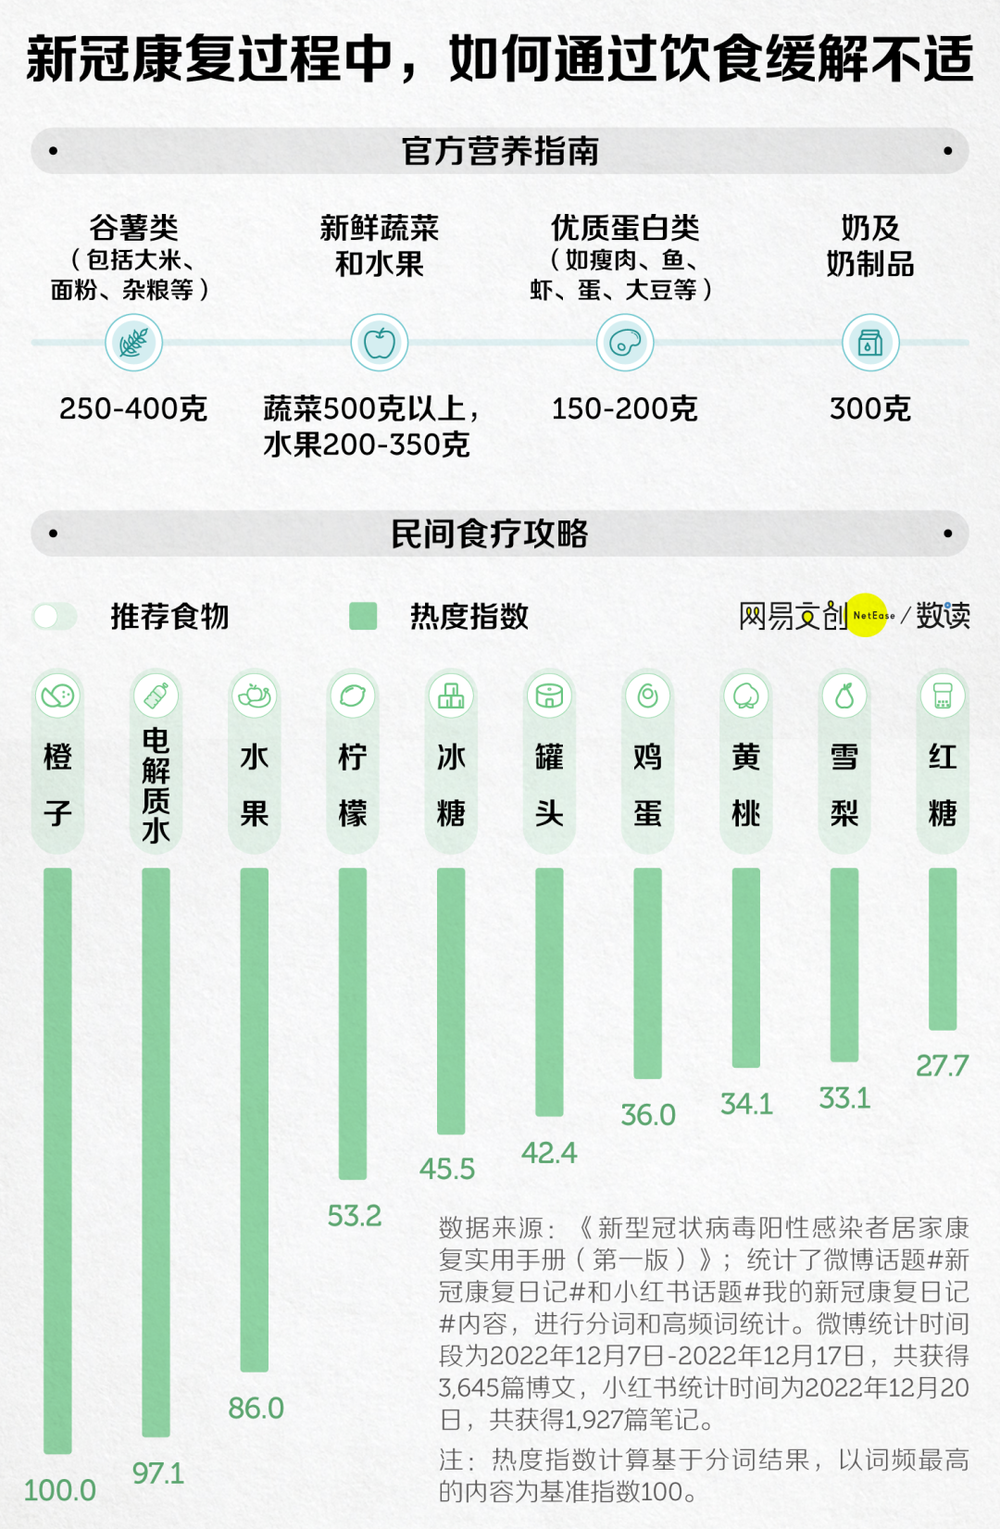 新冠康复过程中，如何通过饮食缓解不适
官方营养指南
谷薯类
（包括大米、
面粉、杂粮等）
新鲜蔬菜
和水果
优质蛋白类
（如瘦肉、鱼、
虾、蛋、大豆等）
奶及
奶制品
250-400克
蔬菜500克以上，
水果200-350克
150-200克
300克
民间食疗攻略
推荐食物
热度指数
网易文创 NetEase / 数读
橙子
电解质水
水果
柠檬
冰糖
罐头
鸡蛋
黄桃
雪梨
红糖
100.0
97.1
86.0
53.2
45.5
42.4
36.0
34.1
33.1
27.7
数据来源：《新型冠状病毒阳性感染者居家康
复实用手册（第一版）》；统计了微博话题#新
冠康复日记#和小红书话题#我的新冠康复日记
#内容，进行分词和高频词统计。微博统计时间
段为2022年12月7日-2022年12月17日，共获得
3,645篇博文，小红书统计时间为2022年12月20
日，共获得1,927篇笔记。
注：热度指数计算基于分词结果，以词频最高
的内容为基准指数100。